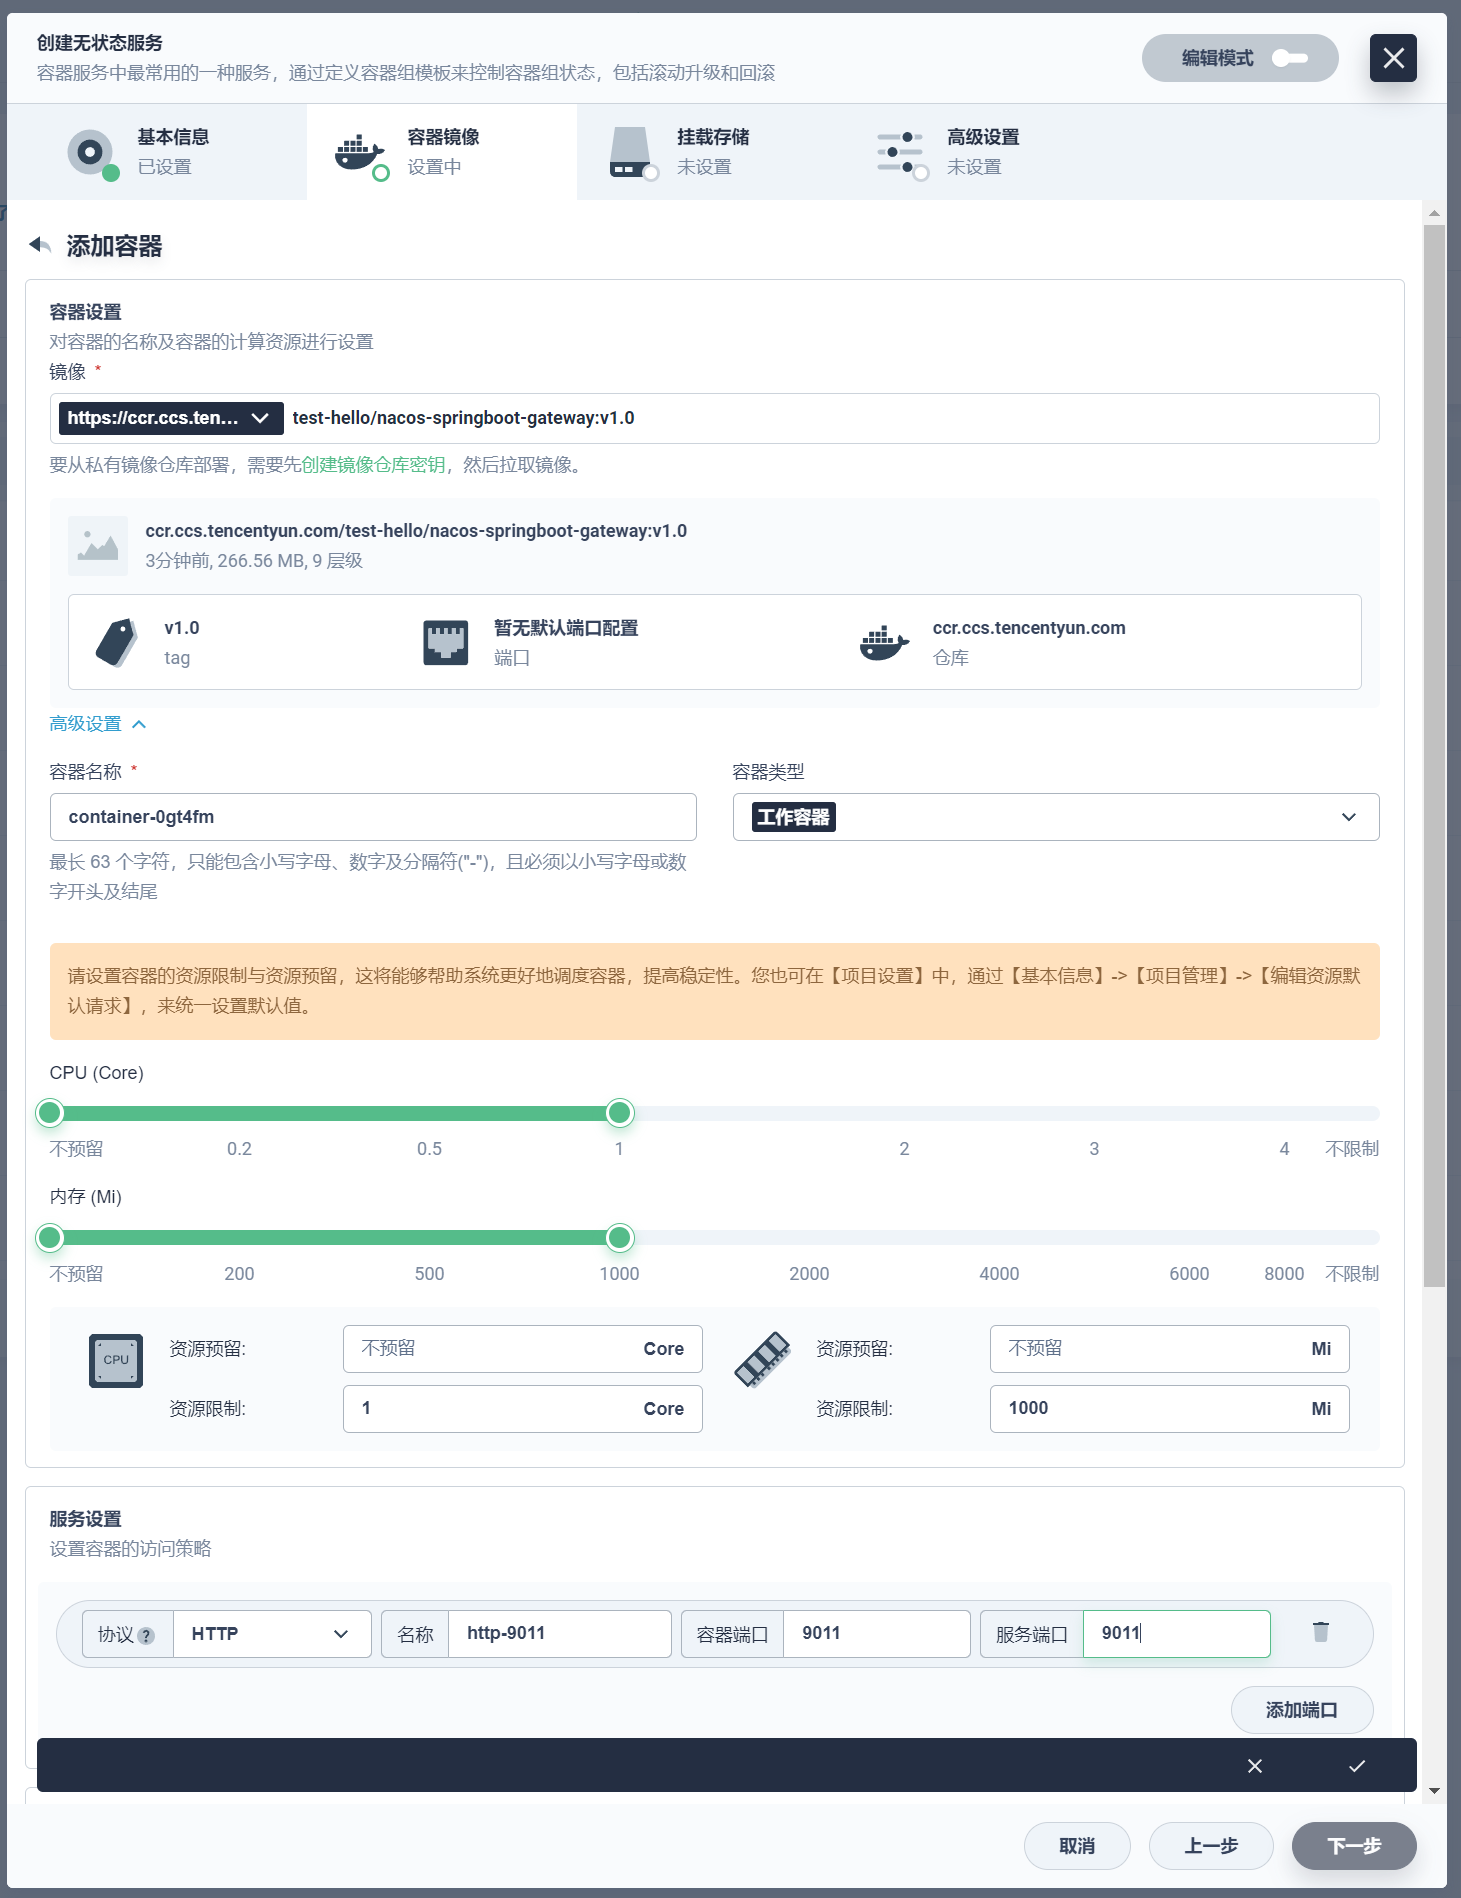 创建无状态服务
容器服务中最常用的一种服务，通过定义容器组模板来控制容器组状态，包括滚动升级和回滚
编辑模式
基本信息
已设置
容器镜像
设置中
挂载存储
未设置
高级设置
未设置
添加容器
容器设置
对容器的名称及容器的计算资源进行设置
镜像 *
https://ccr.ccs.ten... test-hello/nacos-springboot-gateway:v1.0
要从私有镜像仓库部署，需要先创建镜像仓库密钥，然后拉取镜像。
ccr.ccs.tencentyun.com/test-hello/nacos-springboot-gateway:v1.0
3分钟前, 266.56 MB, 9 层级
v1.0
tag
暂无默认端口配置
端口
ccr.ccs.tencentyun.com
仓库
高级设置
容器名称 *
container-0gt4fm
最长 63 个字符，只能包含小写字母、数字及分隔符("-")，且必须以小写字母或数
字开头及结尾
容器类型
工作容器
请设置容器的资源限制与资源预留，这将能够帮助系统更好地调度容器，提高稳定性。您也可在【项目设置】中，通过【基本信息】->【项目管理】->【编辑资源默
认请求】，来统一设置默认值。
CPU (Core)
不预留 0.2 0.5 1 2 3 4 不限制
内存 (Mi)
不预留 200 500 1000 2000 4000 6000 8000 不限制
CPU
资源预留: 不预留 Core
资源限制: 1 Core
资源预留: 不预留 Mi
资源限制: 1000 Mi
服务设置
设置容器的访问策略
协议 ? HTTP 名称 http-9011 容器端口 9011 服务端口 9011
添加端口
取消 上一步 下一步